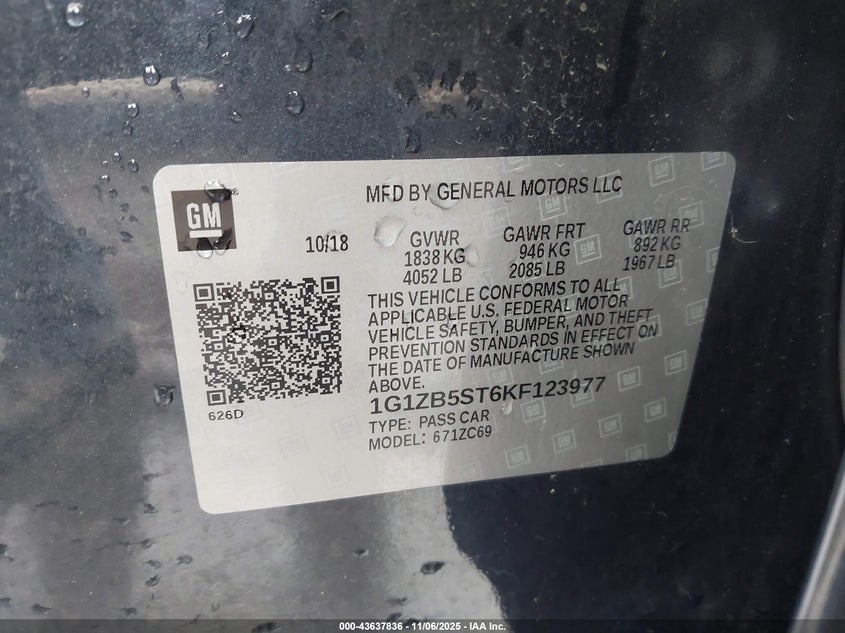 GM
MFD BY GENERAL MOTORS LLC
10/18
GVWR
1838 KG
4052 LB
GAWR FRT
946 KG
2085 LB
GAWR RR
892 KG
1967 LB
THIS VEHICLE CONFORMS TO ALL
APPLICABLE U.S. FEDERAL MOTOR
VEHICLE SAFETY, BUMPER, AND THEFT
PREVENTION STANDARDS IN EFFECT ON
THE DATE OF MANUFACTURE SHOWN
ABOVE.
626D
1G1ZB5ST6KF123977
TYPE: PASS CAR
MODEL: 671ZC69
000-43637836 - 11/06/2025 - IAA Inc.